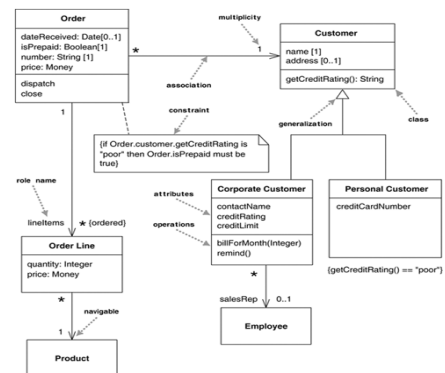 Order
dateReceived: Date[0..1]
isPrepaid: Boolean[1]
number: String [1]
price: Money
dispatch
close
multiplicity
*
1
association
constraint
Customer
name [1]
address [0..1]
getCreditRating(): String
generalization
class
{if Order.customer.getCreditRating is
"poor" then Order.isPrepaid must be
true}
1
role name
lineItems
* {ordered}
Order Line
quantity: Integer
price: Money
*
navigable
1
Product
attributes
operations
Corporate Customer
contactName
creditRating
creditLimit
billForMonth(Integer)
remind()
*
salesRep
0..1
Employee
Personal Customer
creditCardNumber
{getCreditRating() == "poor"}